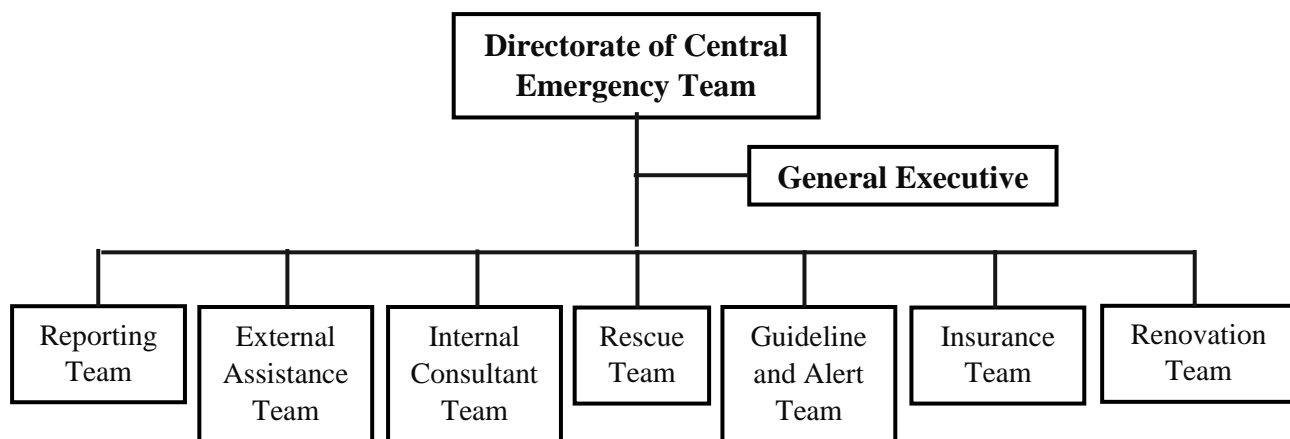 Directorate of Central
Emergency Team
General Executive
Reporting
Team
External
Assistance
Team
Internal
Consultant
Team
Rescue
Team
Guideline
and Alert
Team
Insurance
Team
Renovation
Team